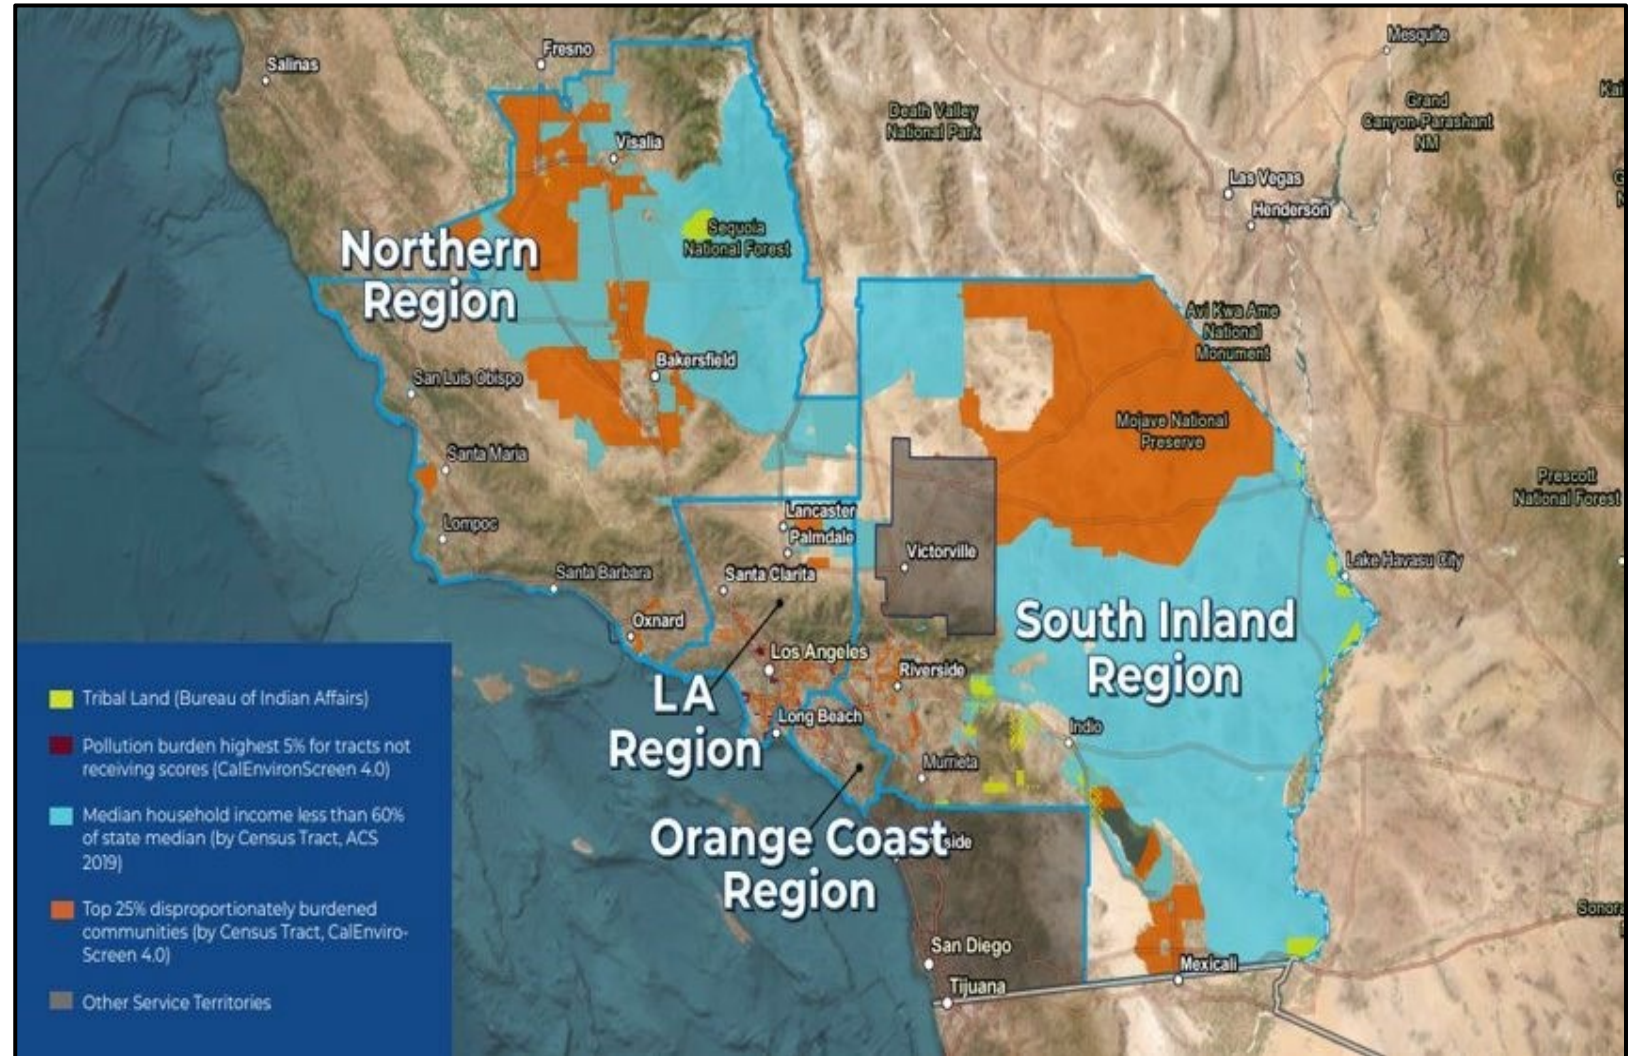 Salinas
Fresno
Mesquite
Death Valley
National Park
Grand
Canyon-Parashant
NM
Kai
Visalia
Las Vegas
Henderson
G
N
Northern
Region
Sequoia
National Forest
Avi Kwa Ame
National
Monument
San Luis Obispo
Bakersfield
Mojave National
Preserve
Santa Maria
Prescott
National Forest
Lompoc
Lancaster
Palmdale
Victorville
Lake Havasu City
Santa Barbara
Santa Clarita
Oxnard
Los Angeles
Riverside
South Inland
Region
LA
Region
Long Beach
Indio
Murrieta
Orange Coast
Region
side
San Diego
Tijuana
Mexicali
Sonora
Tribal Land (Bureau of Indian Affairs)
Pollution burden highest 5% for tracts not
receiving scores (CalEnvironScreen 4.0)
Median household income less than 60%
of state median (by Census Tract, ACS
2019)
Top 25% disproportionately burdened
communities (by Census Tract, CalEnviro-
Screen 4.0)
Other Service Territories